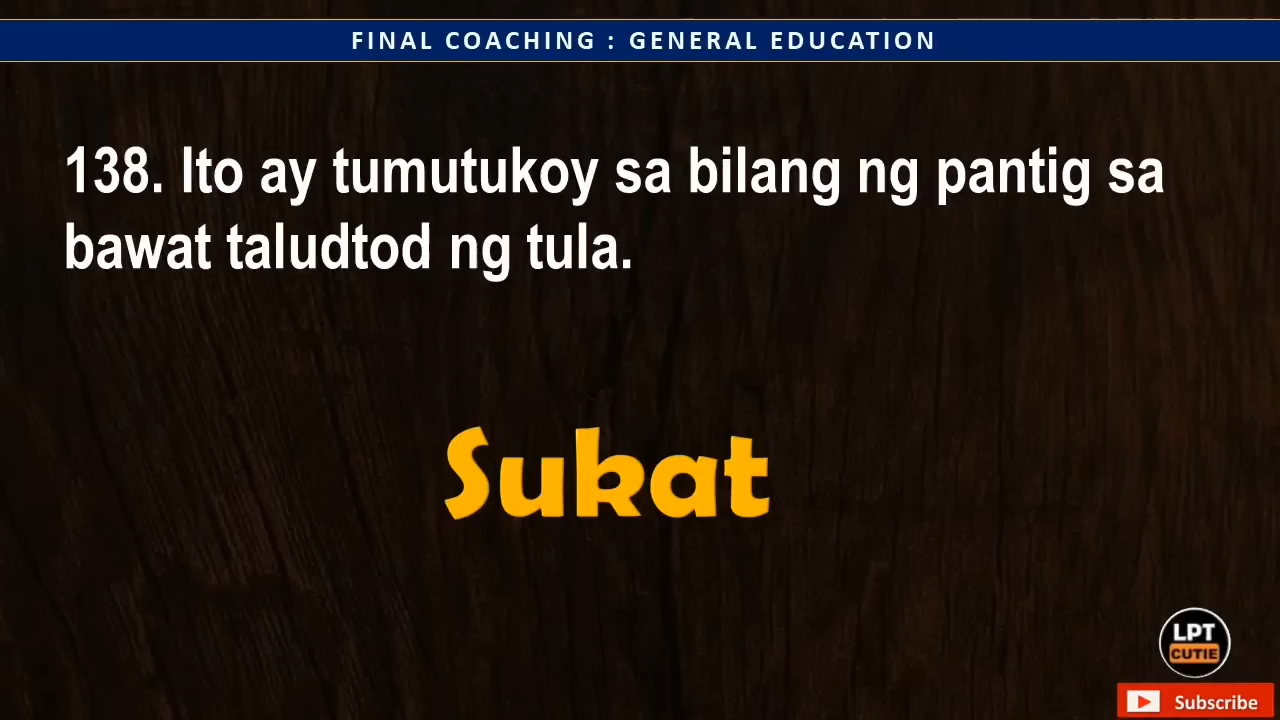 FINAL COACHING : GENERAL EDUCATION
138. Ito ay tumutukoy sa bilang ng pantig sa
bawat taludtod ng tula.
Sukat
LPT
CUTIE
Subscribe